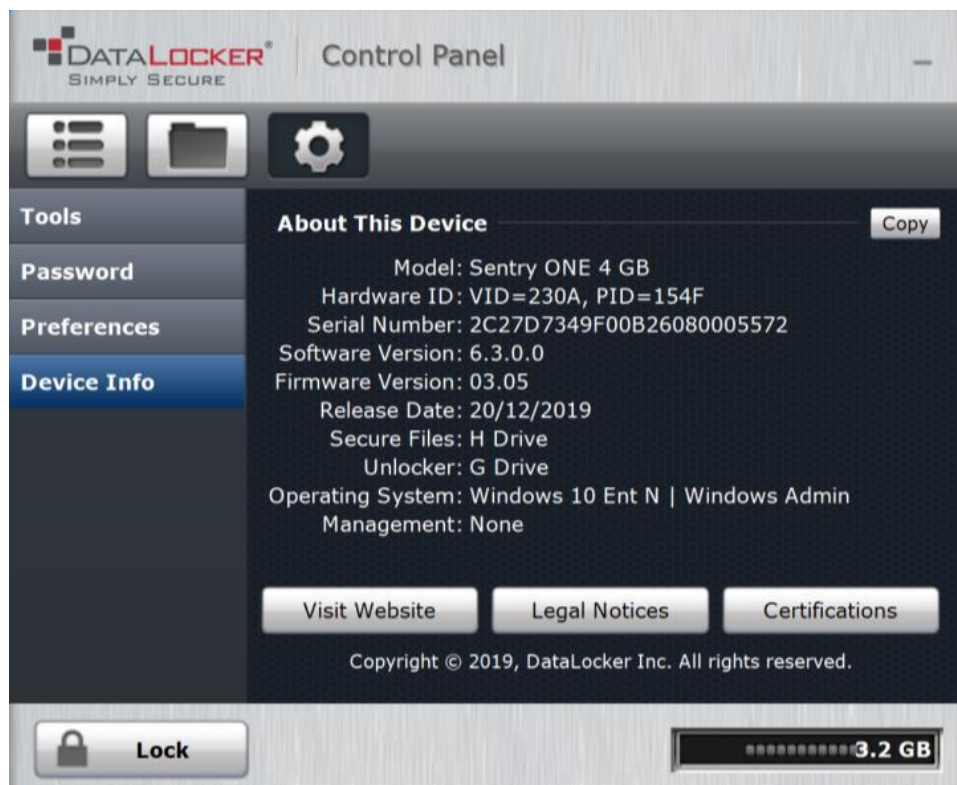 DATALOCKER® Control Panel
SIMPLY SECURE
Tools
Password
Preferences
Device Info
About This Device Copy
Model: Sentry ONE 4 GB
Hardware ID: VID=230A, PID=154F
Serial Number: 2C27D7349F00B26080005572
Software Version: 6.3.0.0
Firmware Version: 03.05
Release Date: 20/12/2019
Secure Files: H Drive
Unlocker: G Drive
Operating System: Windows 10 Ent N | Windows Admin
Management: None
Visit Website Legal Notices Certifications
Copyright © 2019, DataLocker Inc. All rights reserved.
Lock 3.2 GB